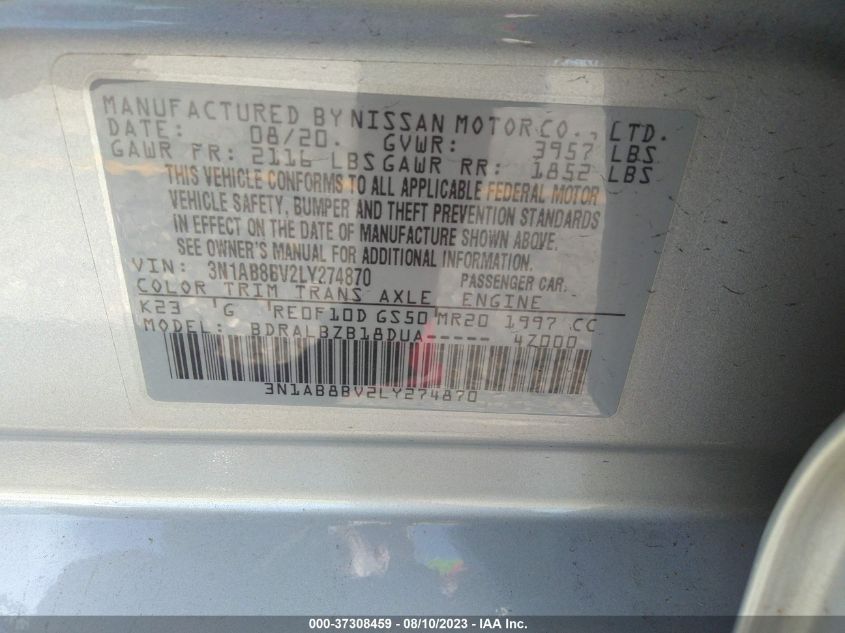 MANUFACTURED BY NISSAN MOTOR CO., LTD.
DATE: 08/20. GVWR: 3957 LBS
GAWR FR: 2116 LBS GAWR RR: 1852 LBS
THIS VEHICLE CONFORMS TO ALL APPLICABLE FEDERAL MOTOR
VEHICLE SAFETY, BUMPER AND THEFT PREVENTION STANDARDS
IN EFFECT ON THE DATE OF MANUFACTURE SHOWN ABOVE.
SEE OWNER'S MANUAL FOR ADDITIONAL INFORMATION.
VIN: 3N1AB8BV2LY274870 PASSENGER CAR.
COLOR TRIM TRANS AXLE ENGINE
K23 G RE0F10D GS50 MR20 1997 CC
MODEL: BDRALBZB18DUA----- 4Z000
3N1AB8BV2LY274870
000-37308459 - 08/10/2023 - IAA Inc.